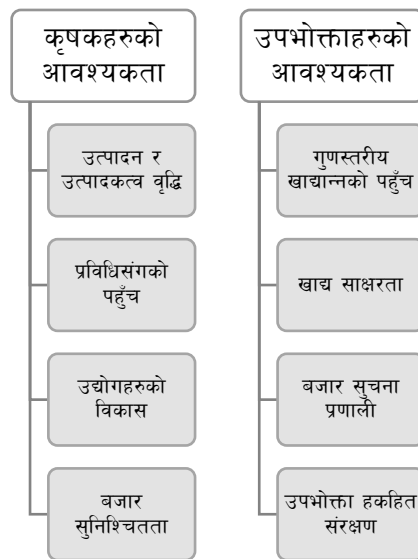 कृषकहरुको
आवश्यकता
उत्पादन र
उत्पादकत्व वृद्धि
प्रविधिसंगको
पहुँच
उद्योगहरुको
विकास
बजार
सुनिश्चितता
उपभोक्ताहरुको
आवश्यकता
गुणस्तरीय
खाद्यान्नको पहुँच
खाद्य साक्षरता
बजार सुचना
प्रणाली
उपभोक्ता हकहित
संरक्षण